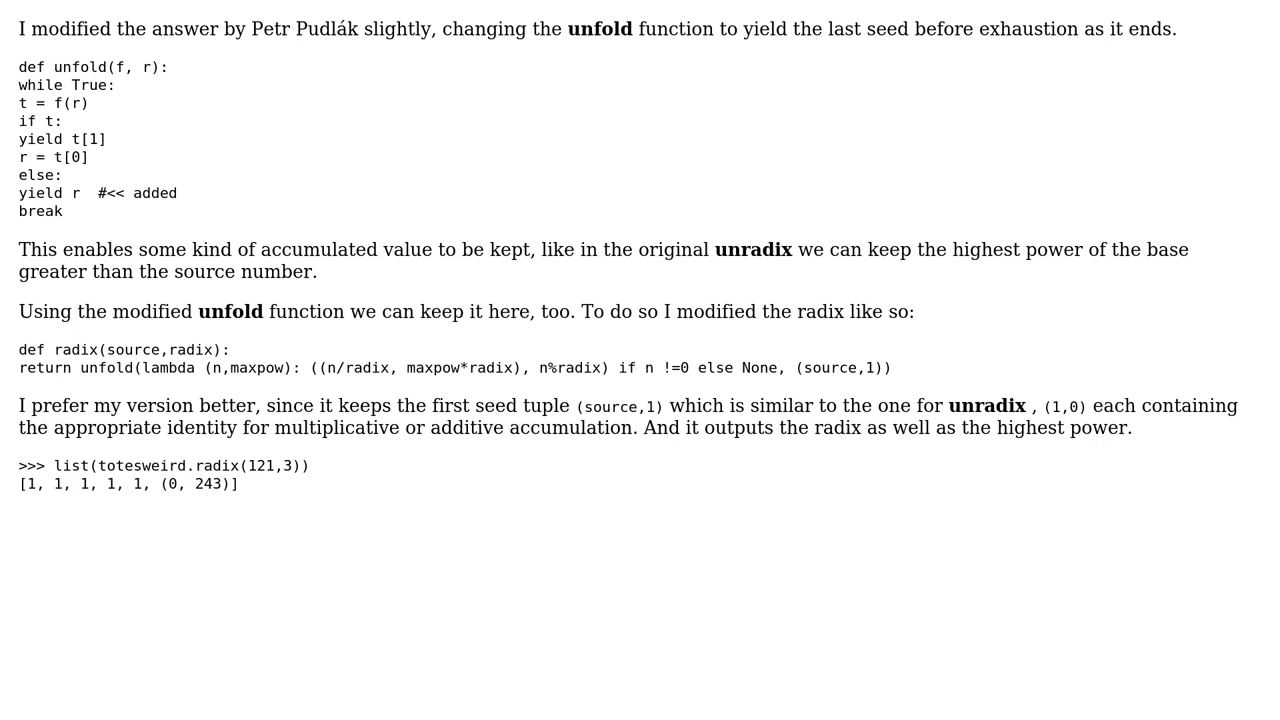 I modified the answer by Petr Pudlák slightly, changing the unfold function to yield the last seed before exhaustion as it ends.
def unfold(f, r):
while True:
t = f(r)
if t:
yield t[1]
r = t[0]
else:
yield r  #<< added
break
This enables some kind of accumulated value to be kept, like in the original unradix we can keep the highest power of the base
greater than the source number.
Using the modified unfold function we can keep it here, too. To do so I modified the radix like so:
def radix(source,radix):
return unfold(lambda (n,maxpow): ((n/radix, maxpow*radix), n%radix) if n !=0 else None, (source,1))
I prefer my version better, since it keeps the first seed tuple (source,1) which is similar to the one for unradix , (1,0) each containing
the appropriate identity for multiplicative or additive accumulation. And it outputs the radix as well as the highest power.
>>> list(totesweird.radix(121,3))
[1, 1, 1, 1, 1, (0, 243)]